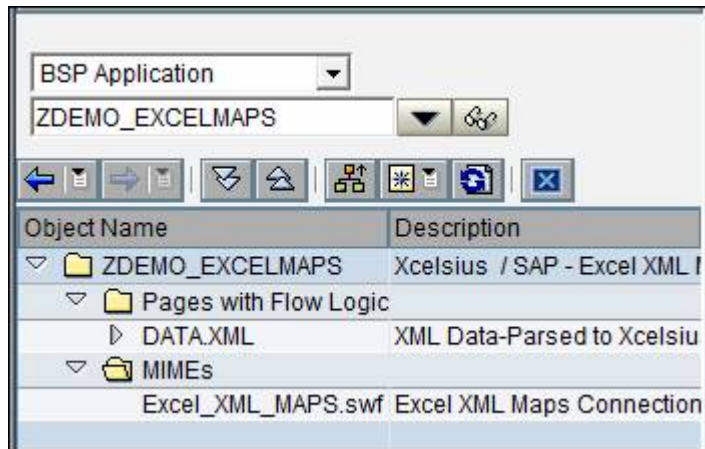 BSP Application
ZDEMO_EXCELMAPS
Object Name Description
ZDEMO_EXCELMAPS Xcelsius / SAP - Excel XML
Pages with Flow Logic
DATA.XML XML Data-Parsed to Xcelsiu
MIMEs
Excel_XML_MAPS.swf Excel XML Maps Connection